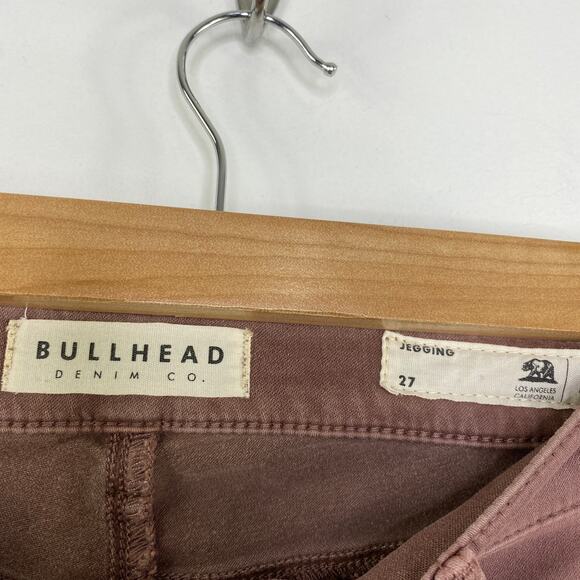 BULLHEAD
DENIM CO.
JEGGING
27
LOS ANGELES
CALIFORNIA